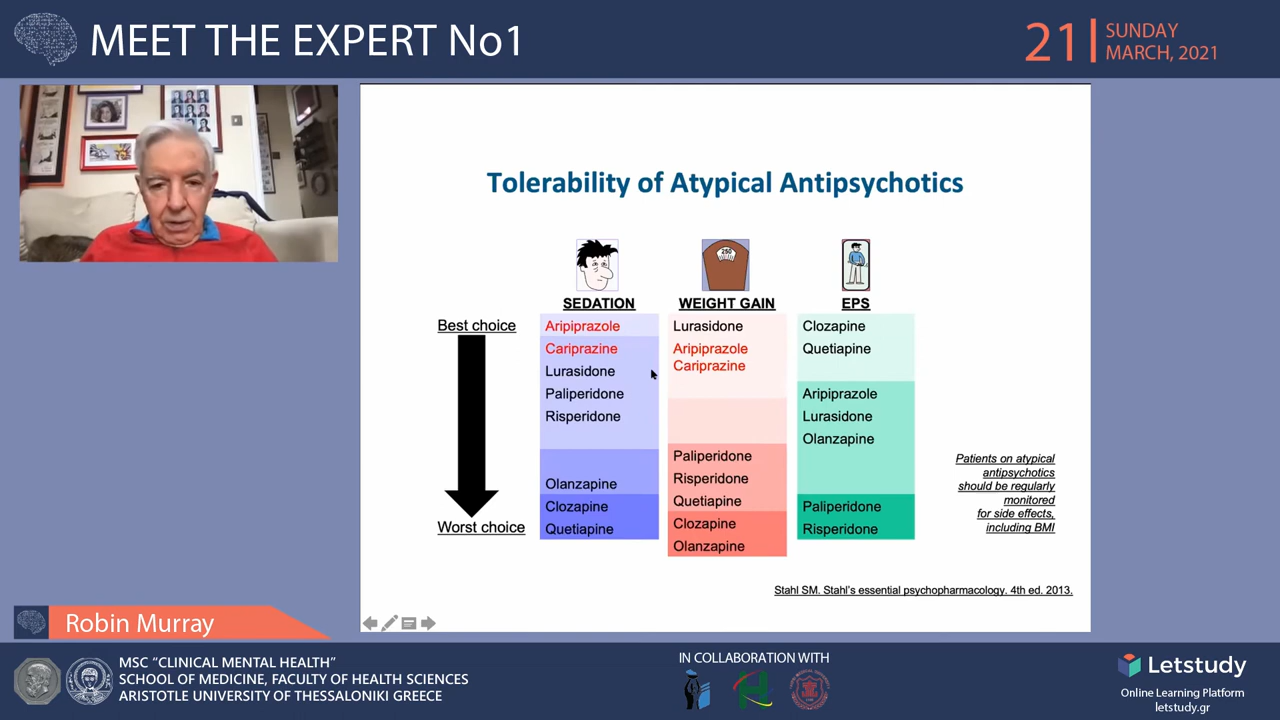 MEET THE EXPERT No1
21
SUNDAY
MARCH, 2021
Tolerability of Atypical Antipsychotics
SEDATION
WEIGHT GAIN
EPS
Best choice
Worst choice
Aripiprazole
Cariprazine
Lurasidone
Paliperidone
Risperidone
Olanzapine
Clozapine
Quetiapine
Lurasidone
Aripiprazole
Cariprazine
Paliperidone
Risperidone
Quetiapine
Clozapine
Olanzapine
Clozapine
Quetiapine
Aripiprazole
Lurasidone
Olanzapine
Paliperidone
Risperidone
Patients on atypical
antipsychotics
should be regularly
monitored
for side effects,
including BMI
Stahl SM. Stahl's essential psychopharmacology. 4th ed. 2013.
Robin Murray
MSC "CLINICAL MENTAL HEALTH"
SCHOOL OF MEDICINE, FACULTY OF HEALTH SCIENCES
ARISTOTLE UNIVERSITY OF THESSALONIKI GREECE
IN COLLABORATION WITH
Letstudy
Online Learning Platform
letstudy.gr